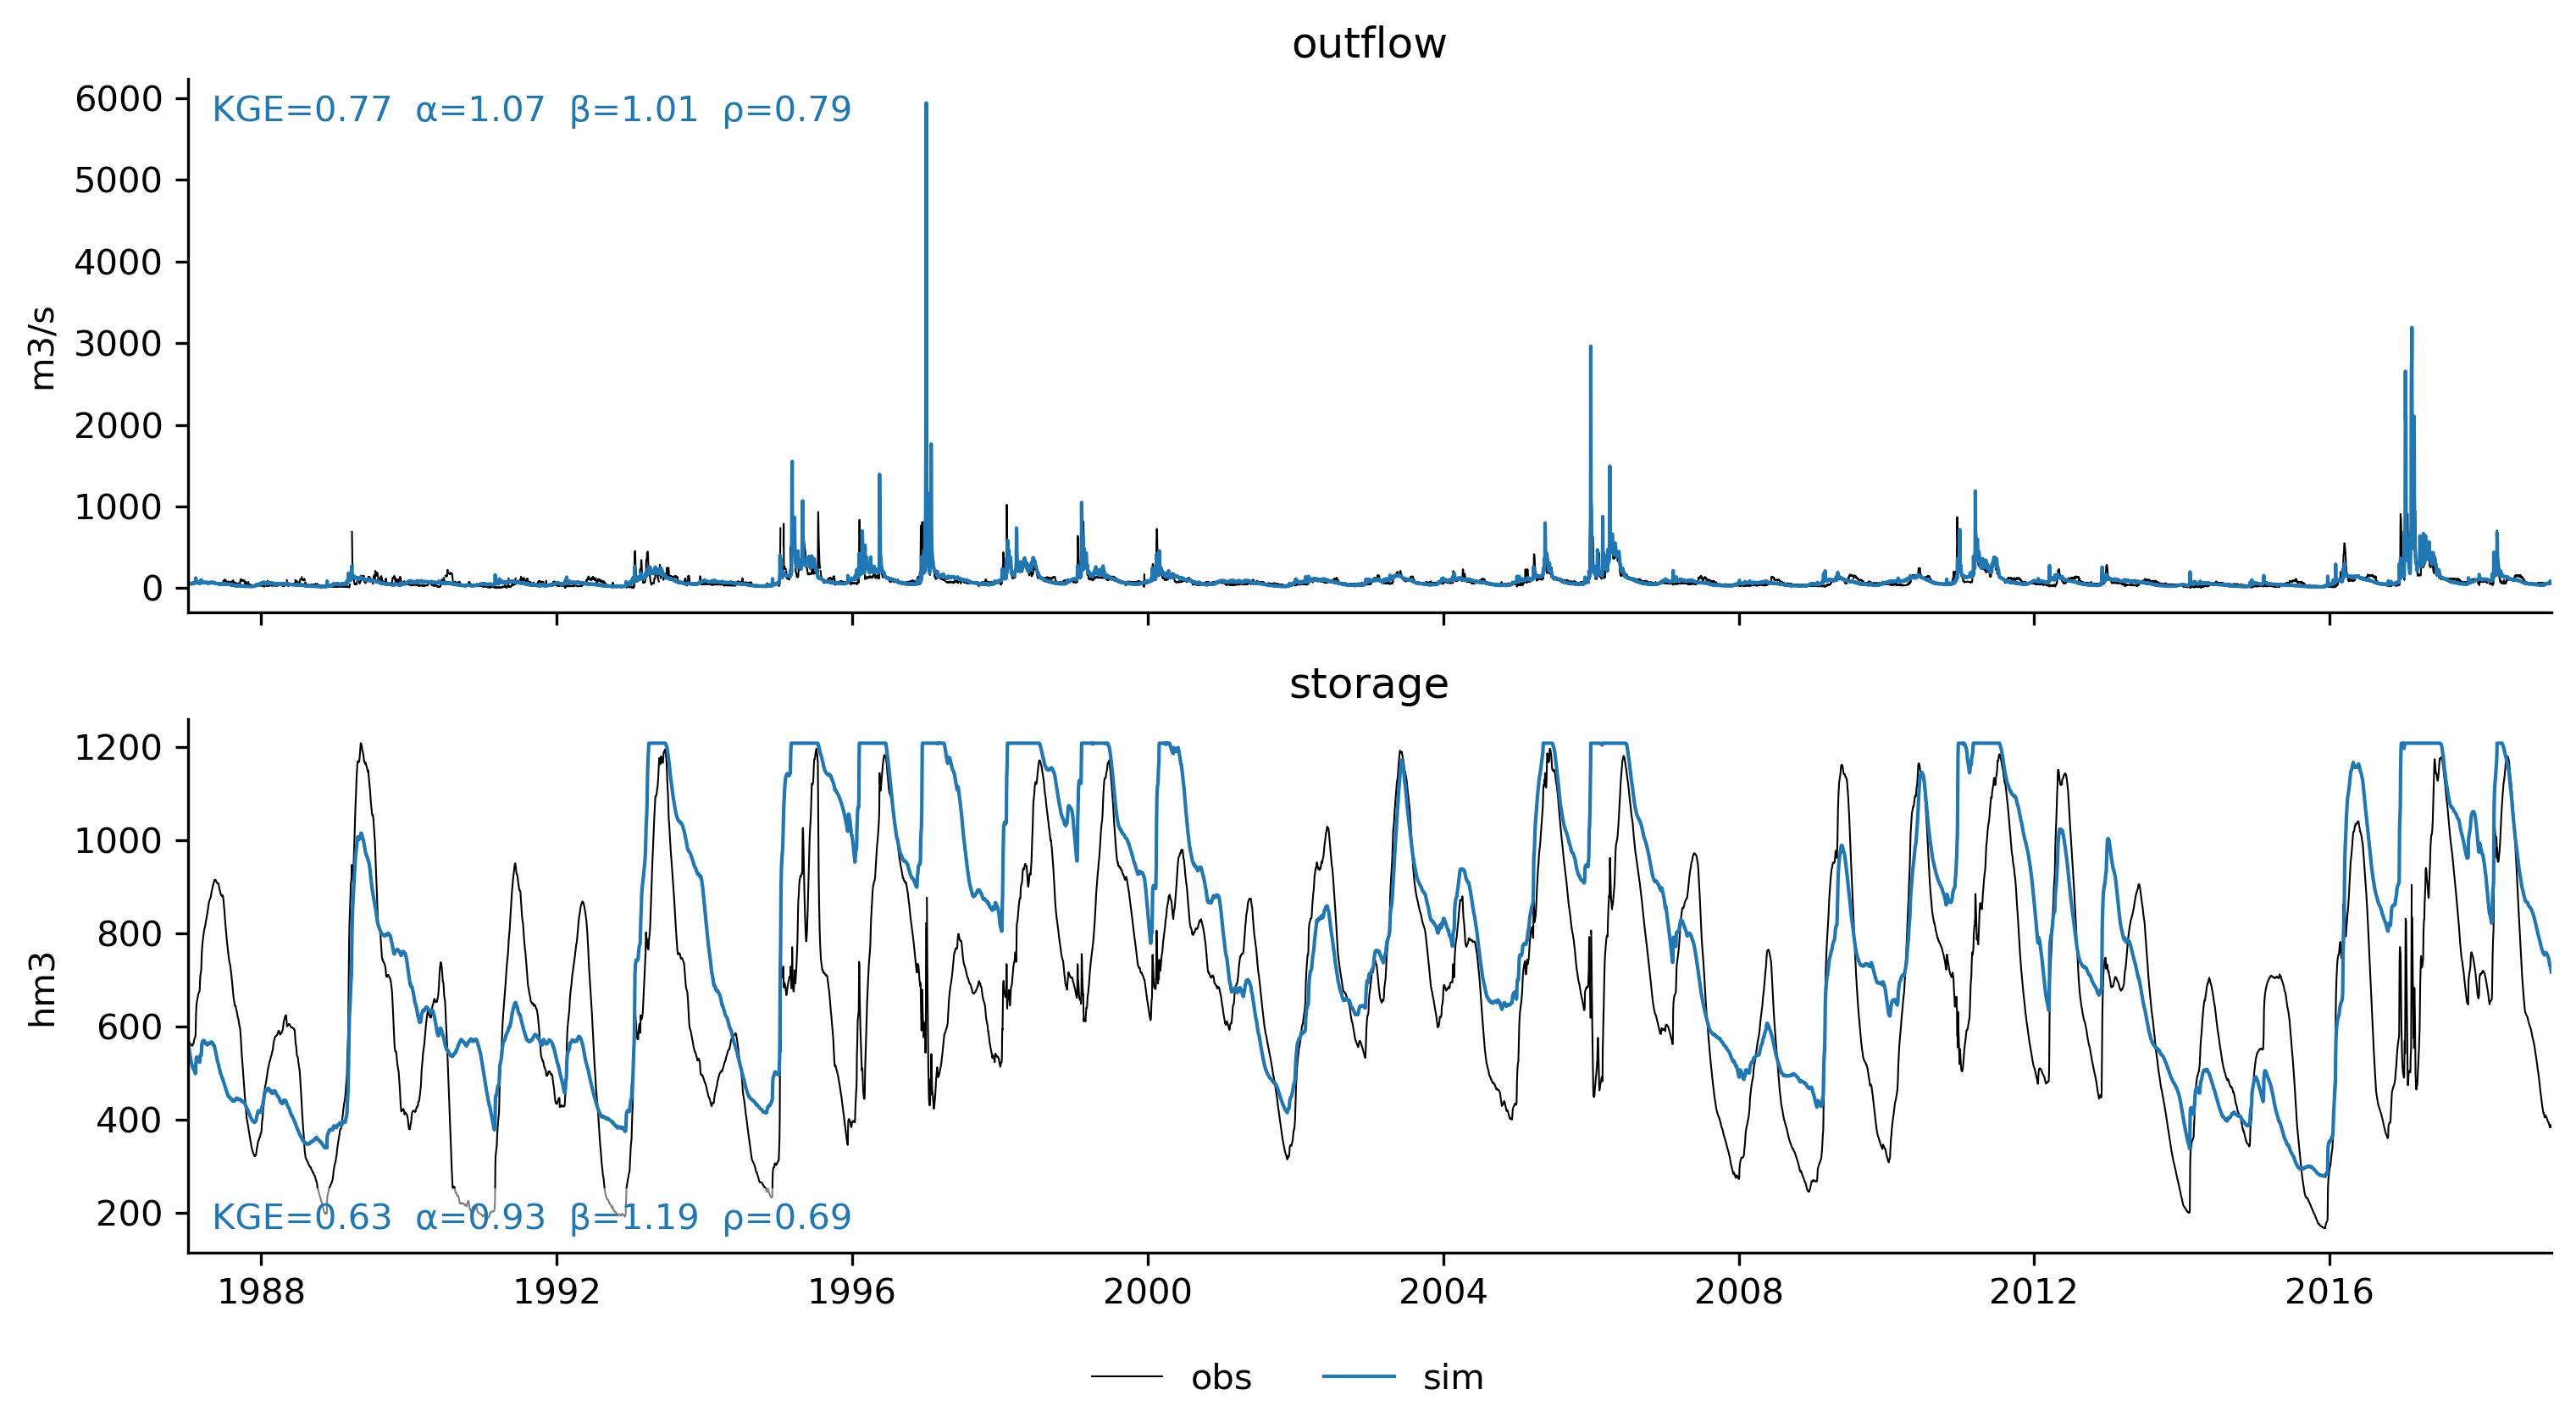 outflow
6000
5000
4000
3000
2000
1000
0
m3/s
KGE=0.77 α=1.07 β=1.01 ρ=0.79
storage
1200
1000
800
600
400
200
hm3
KGE=0.63 α=0.93 β=1.19 ρ=0.69
1988 1992 1996 2000 2004 2008 2012 2016
obs sim